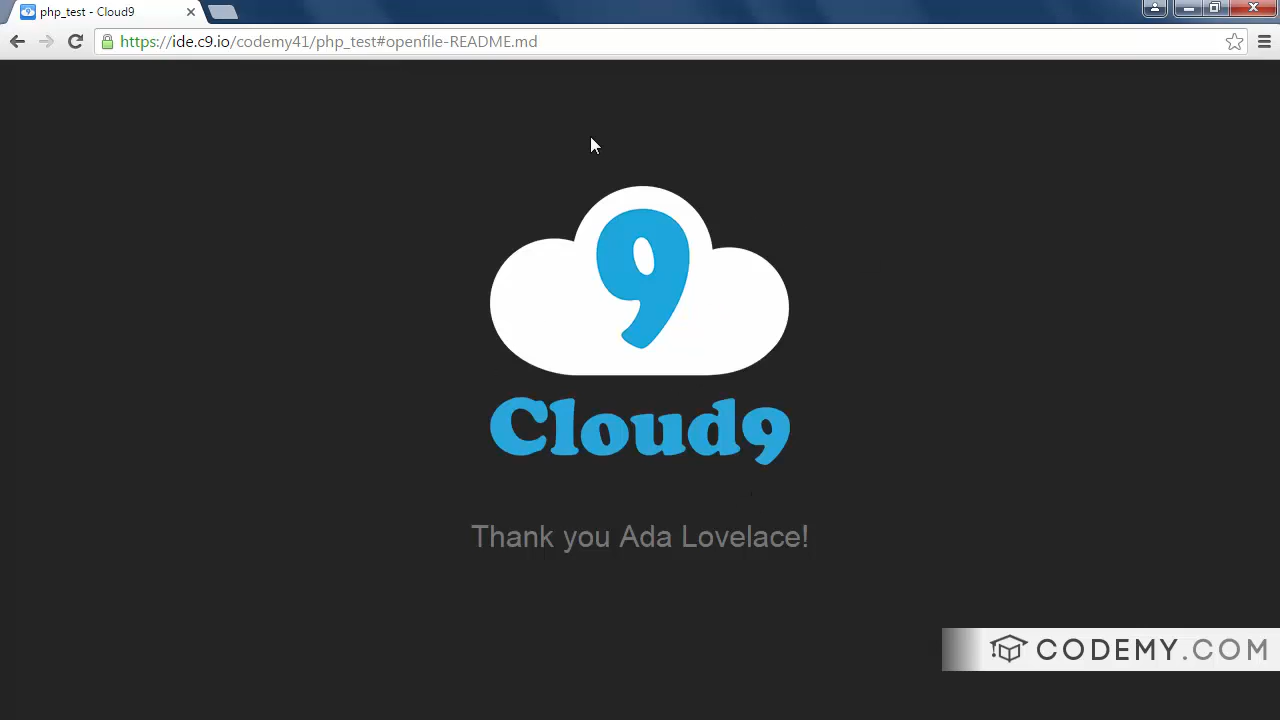 php_test - Cloud9
https://ide.c9.io/codemy41/php_test#openfile-README.md
9
Cloud9
Thank you Ada Lovelace!
CODEMY.COM